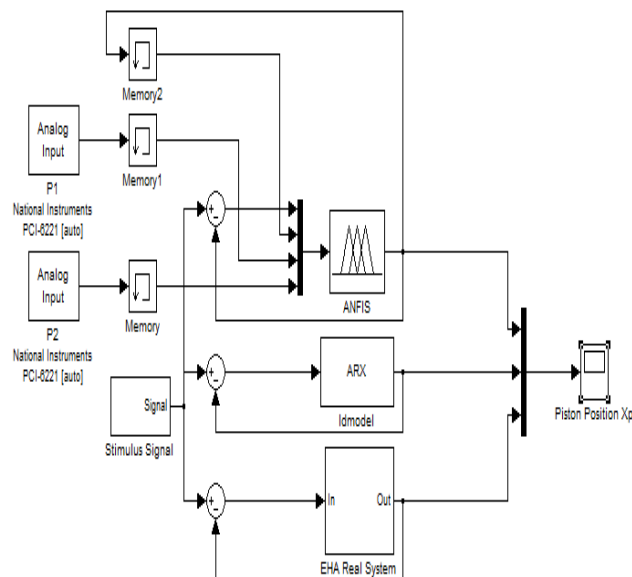 Memory2
Analog
Input
P1
National Instruments
PCI-6221 [auto]
Memory1
+
-
ANFIS
Analog
Input
P2
National Instruments
PCI-6221 [auto]
Memory
+
-
ARX
Idmodel
Piston Position Xp
Signal
Stimulus Signal
+
-
In
Out
EHA Real System